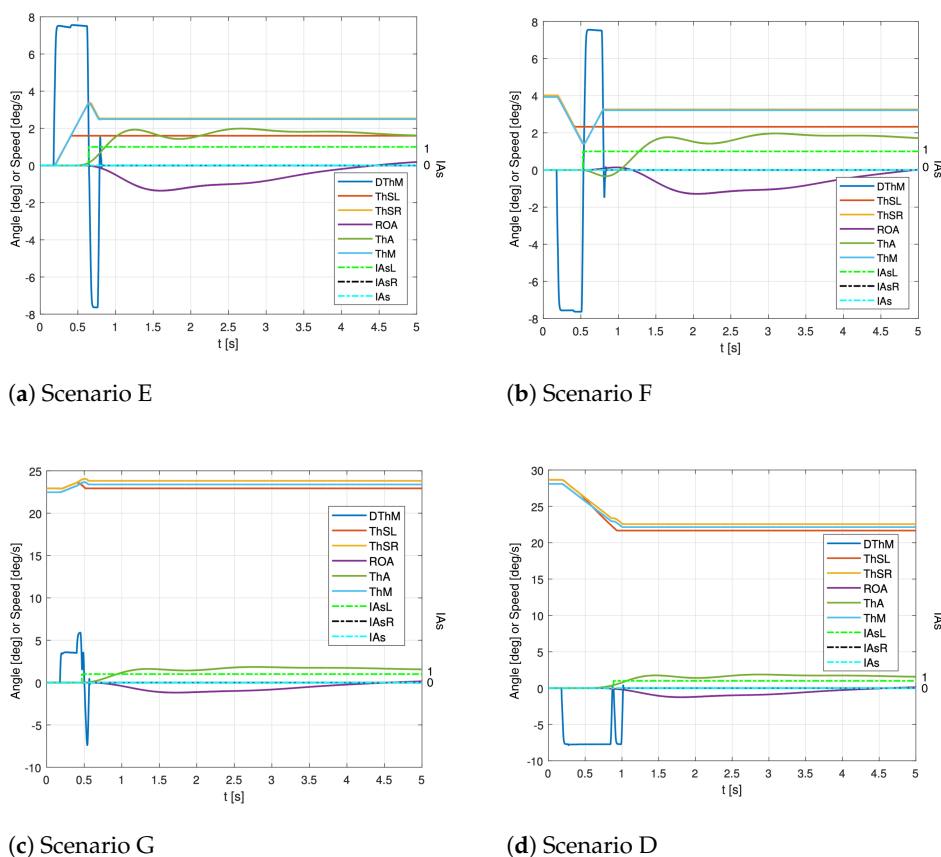 8
6
4
2
0
-2
-4
-6
-8
Angle [deg] or Speed [deg/s]
1
0
IAs
DThM
ThSL
ThSR
ROA
ThA
ThM
IAsL
IAsR
IAs
0 0.5 1 1.5 2 2.5 3 3.5 4 4.5 5
t [s]
(a) Scenario E
8
6
4
2
0
-2
-4
-6
-8
Angle [deg] or Speed [deg/s]
1
0
IAs
DThM
ThSL
ThSR
ROA
ThA
ThM
IAsL
IAsR
IAs
0 0.5 1 1.5 2 2.5 3 3.5 4 4.5 5
t [s]
(b) Scenario F
25
20
15
10
5
0
-5
-10
Angle [deg] or Speed [deg/s]
1
0
IAs
DThM
ThSL
ThSR
ROA
ThA
ThM
IAsL
IAsR
IAs
0 0.5 1 1.5 2 2.5 3 3.5 4 4.5 5
t [s]
(c) Scenario G
30
25
20
15
10
5
0
-5
-10
Angle [deg] or Speed [deg/s]
1
0
IAs
DThM
ThSL
ThSR
ROA
ThA
ThM
IAsL
IAsR
IAs
0 0.5 1 1.5 2 2.5 3 3.5 4 4.5 5
t [s]
(d) Scenario D